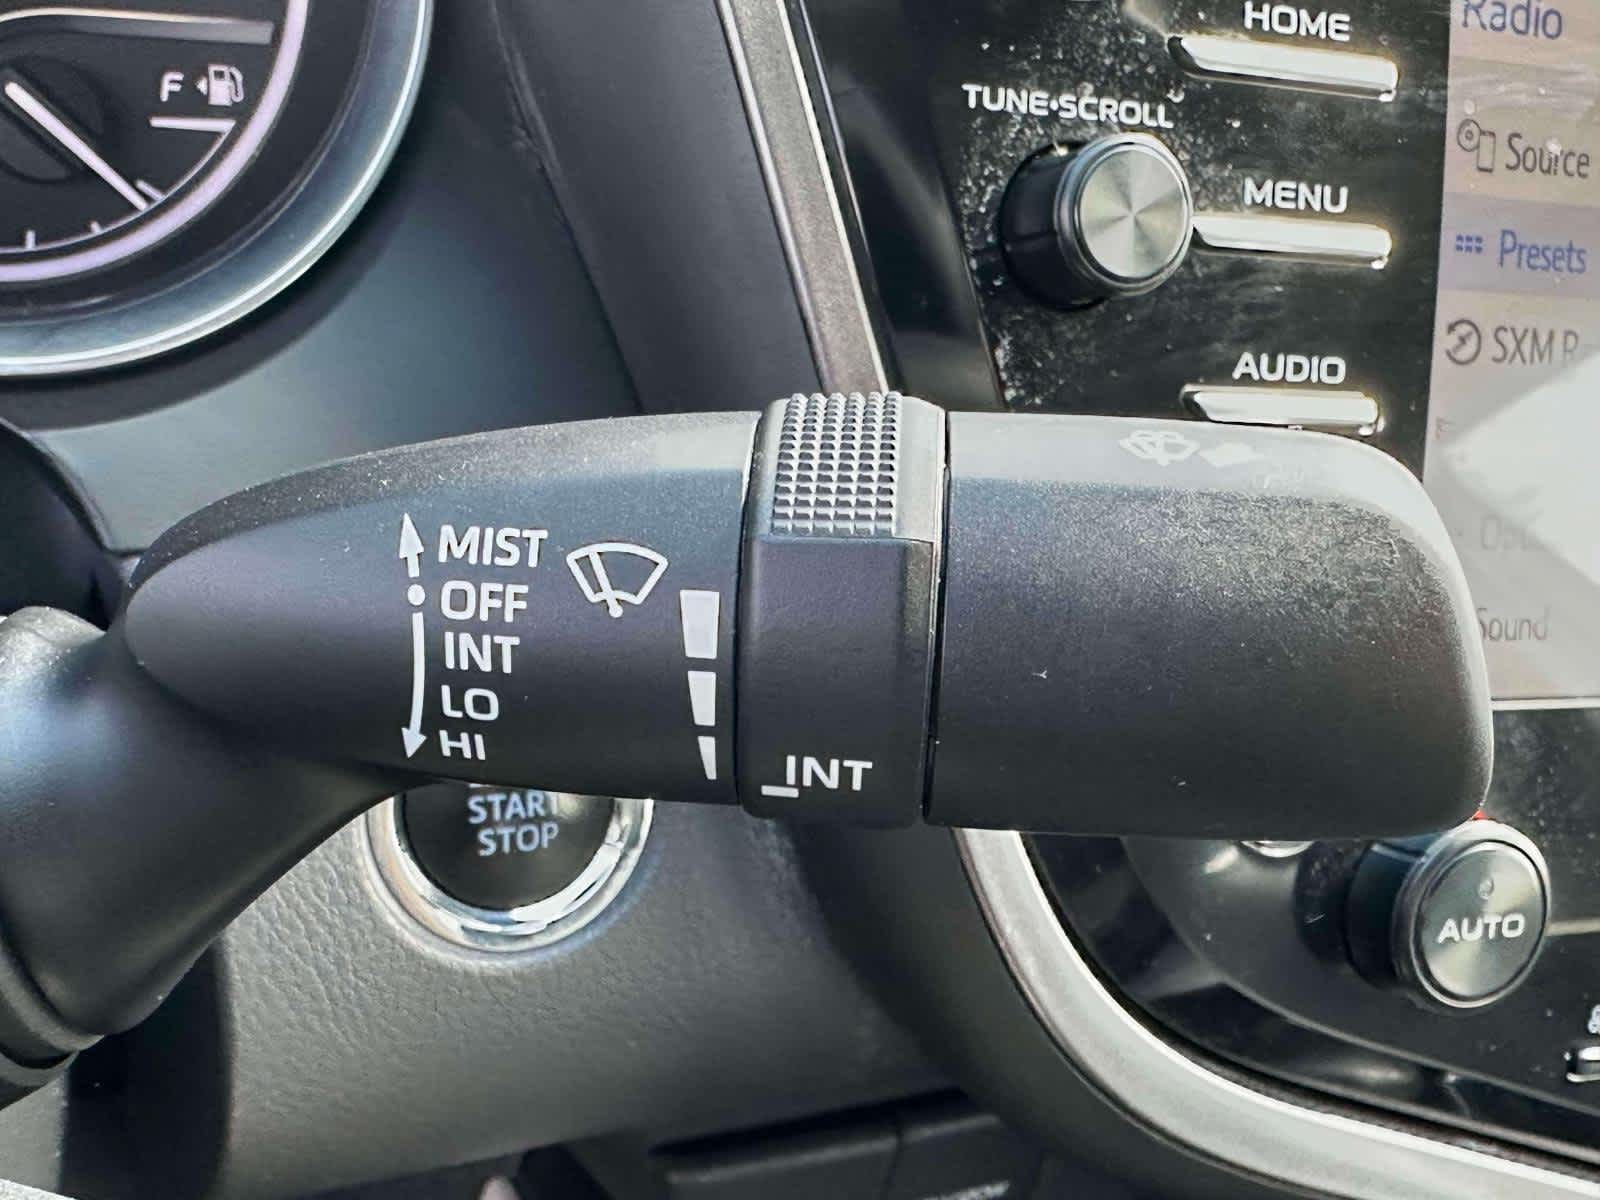 F
HOME
TUNE•SCROLL
MENU
AUDIO
Radio
Source
Presets
SXM R
Sound
MIST
OFF
INT
LO
HI
INT
START
STOP
AUTO